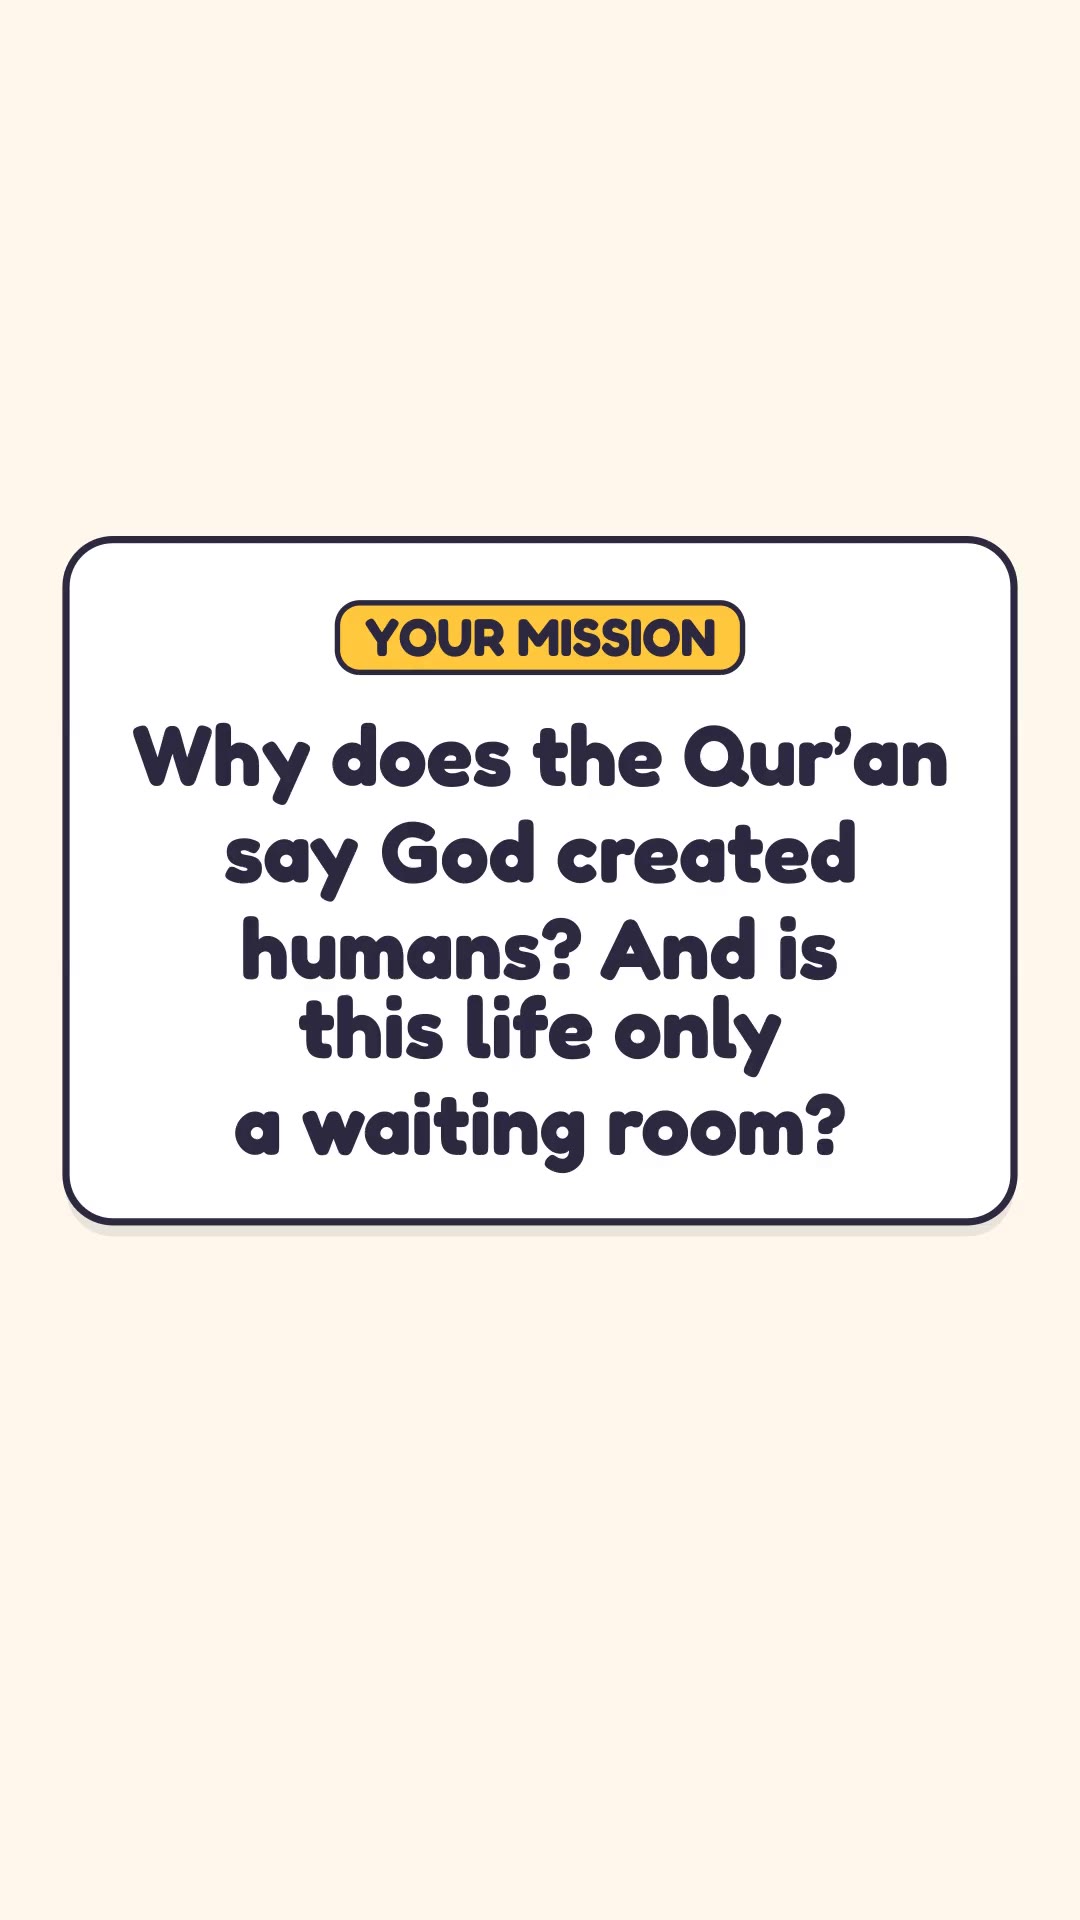 YOUR MISSION
Why does the Qur’an
say God created
humans? And is
this life only
a waiting room?